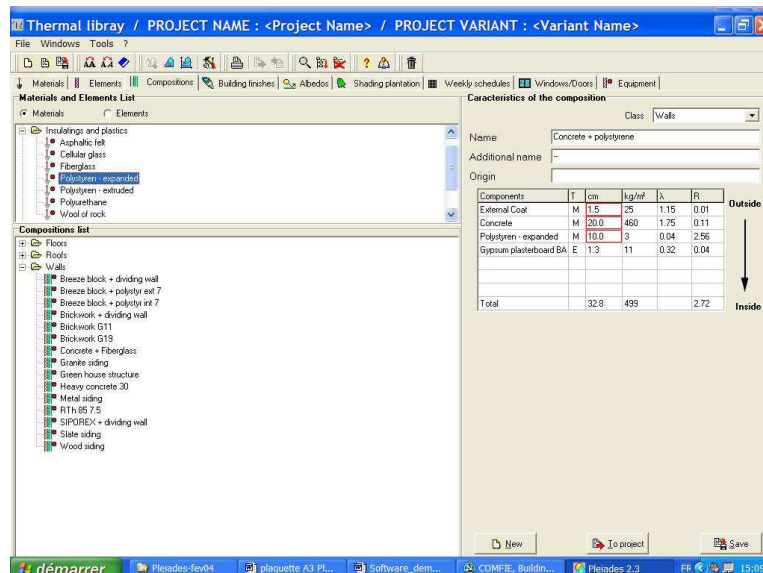 Thermal libray / PROJECT NAME : <Project Name> / PROJECT VARIANT : <Variant Name>
File Windows Tools ?
Materials Elements Compositions Building finishes Albedos Shading plantation Weekly schedules Windows/Doors Equipment
Materials and Elements List
Materials Elements
Insulatings and plastics
Asphaltic felt
Cellular glass
Fiberglass
Polystyren - expanded
Polystyren - extruded
Polyurethane
Wool of rock
Compositions list
Floors
Roofs
Walls
Breeze block + dividing wall
Breeze block + polystyr ext 7
Breeze block + polystyr int 7
Brickwork + dividing wall
Brickwork G11
Brickwork G19
Concrete + Fiberglass
Granite siding
Green house structure
Heavy concrete 30
Metal siding
RTh 85 7.5
SIPOREX + dividing wall
Slate siding
Wood siding
Caracteristics of the composition
Class Walls
Name Concrete + polystyrene
Additional name --
Origin
Components T cm kg/m² λ R
External Coat M 1.5 25 1.15 0.01
Concrete M 20.0 460 1.75 0.11
Polystyren - expanded M 10.0 3 0.04 2.56
Gypsum plasterboard BA E 1.3 11 0.32 0.04
Total 32.8 499 2.72
Outside
Inside
New To project Save
démarrer Pleiades-fev04 plaquette A3 Pl... Software_dem... COMFIE, Buildin... Pleiades 2.3 FR 15:09